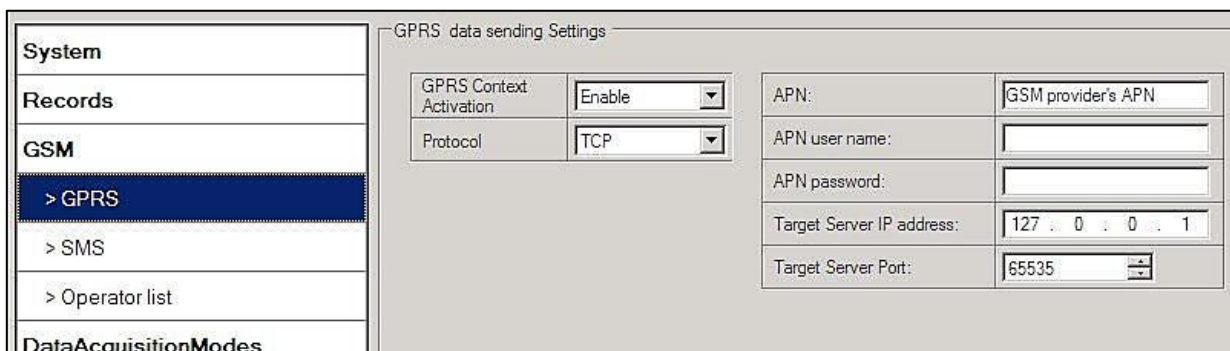 System
Records
GSM
> GPRS
> SMS
> Operator list
DataAcquisitionModes
GPRS data sending Settings
GPRS Context
Activation
Enable
Protocol
TCP
APN:
GSM provider's APN
APN user name:
APN password:
Target Server IP address:
127 . 0 . 0 . 1
Target Server Port:
65535